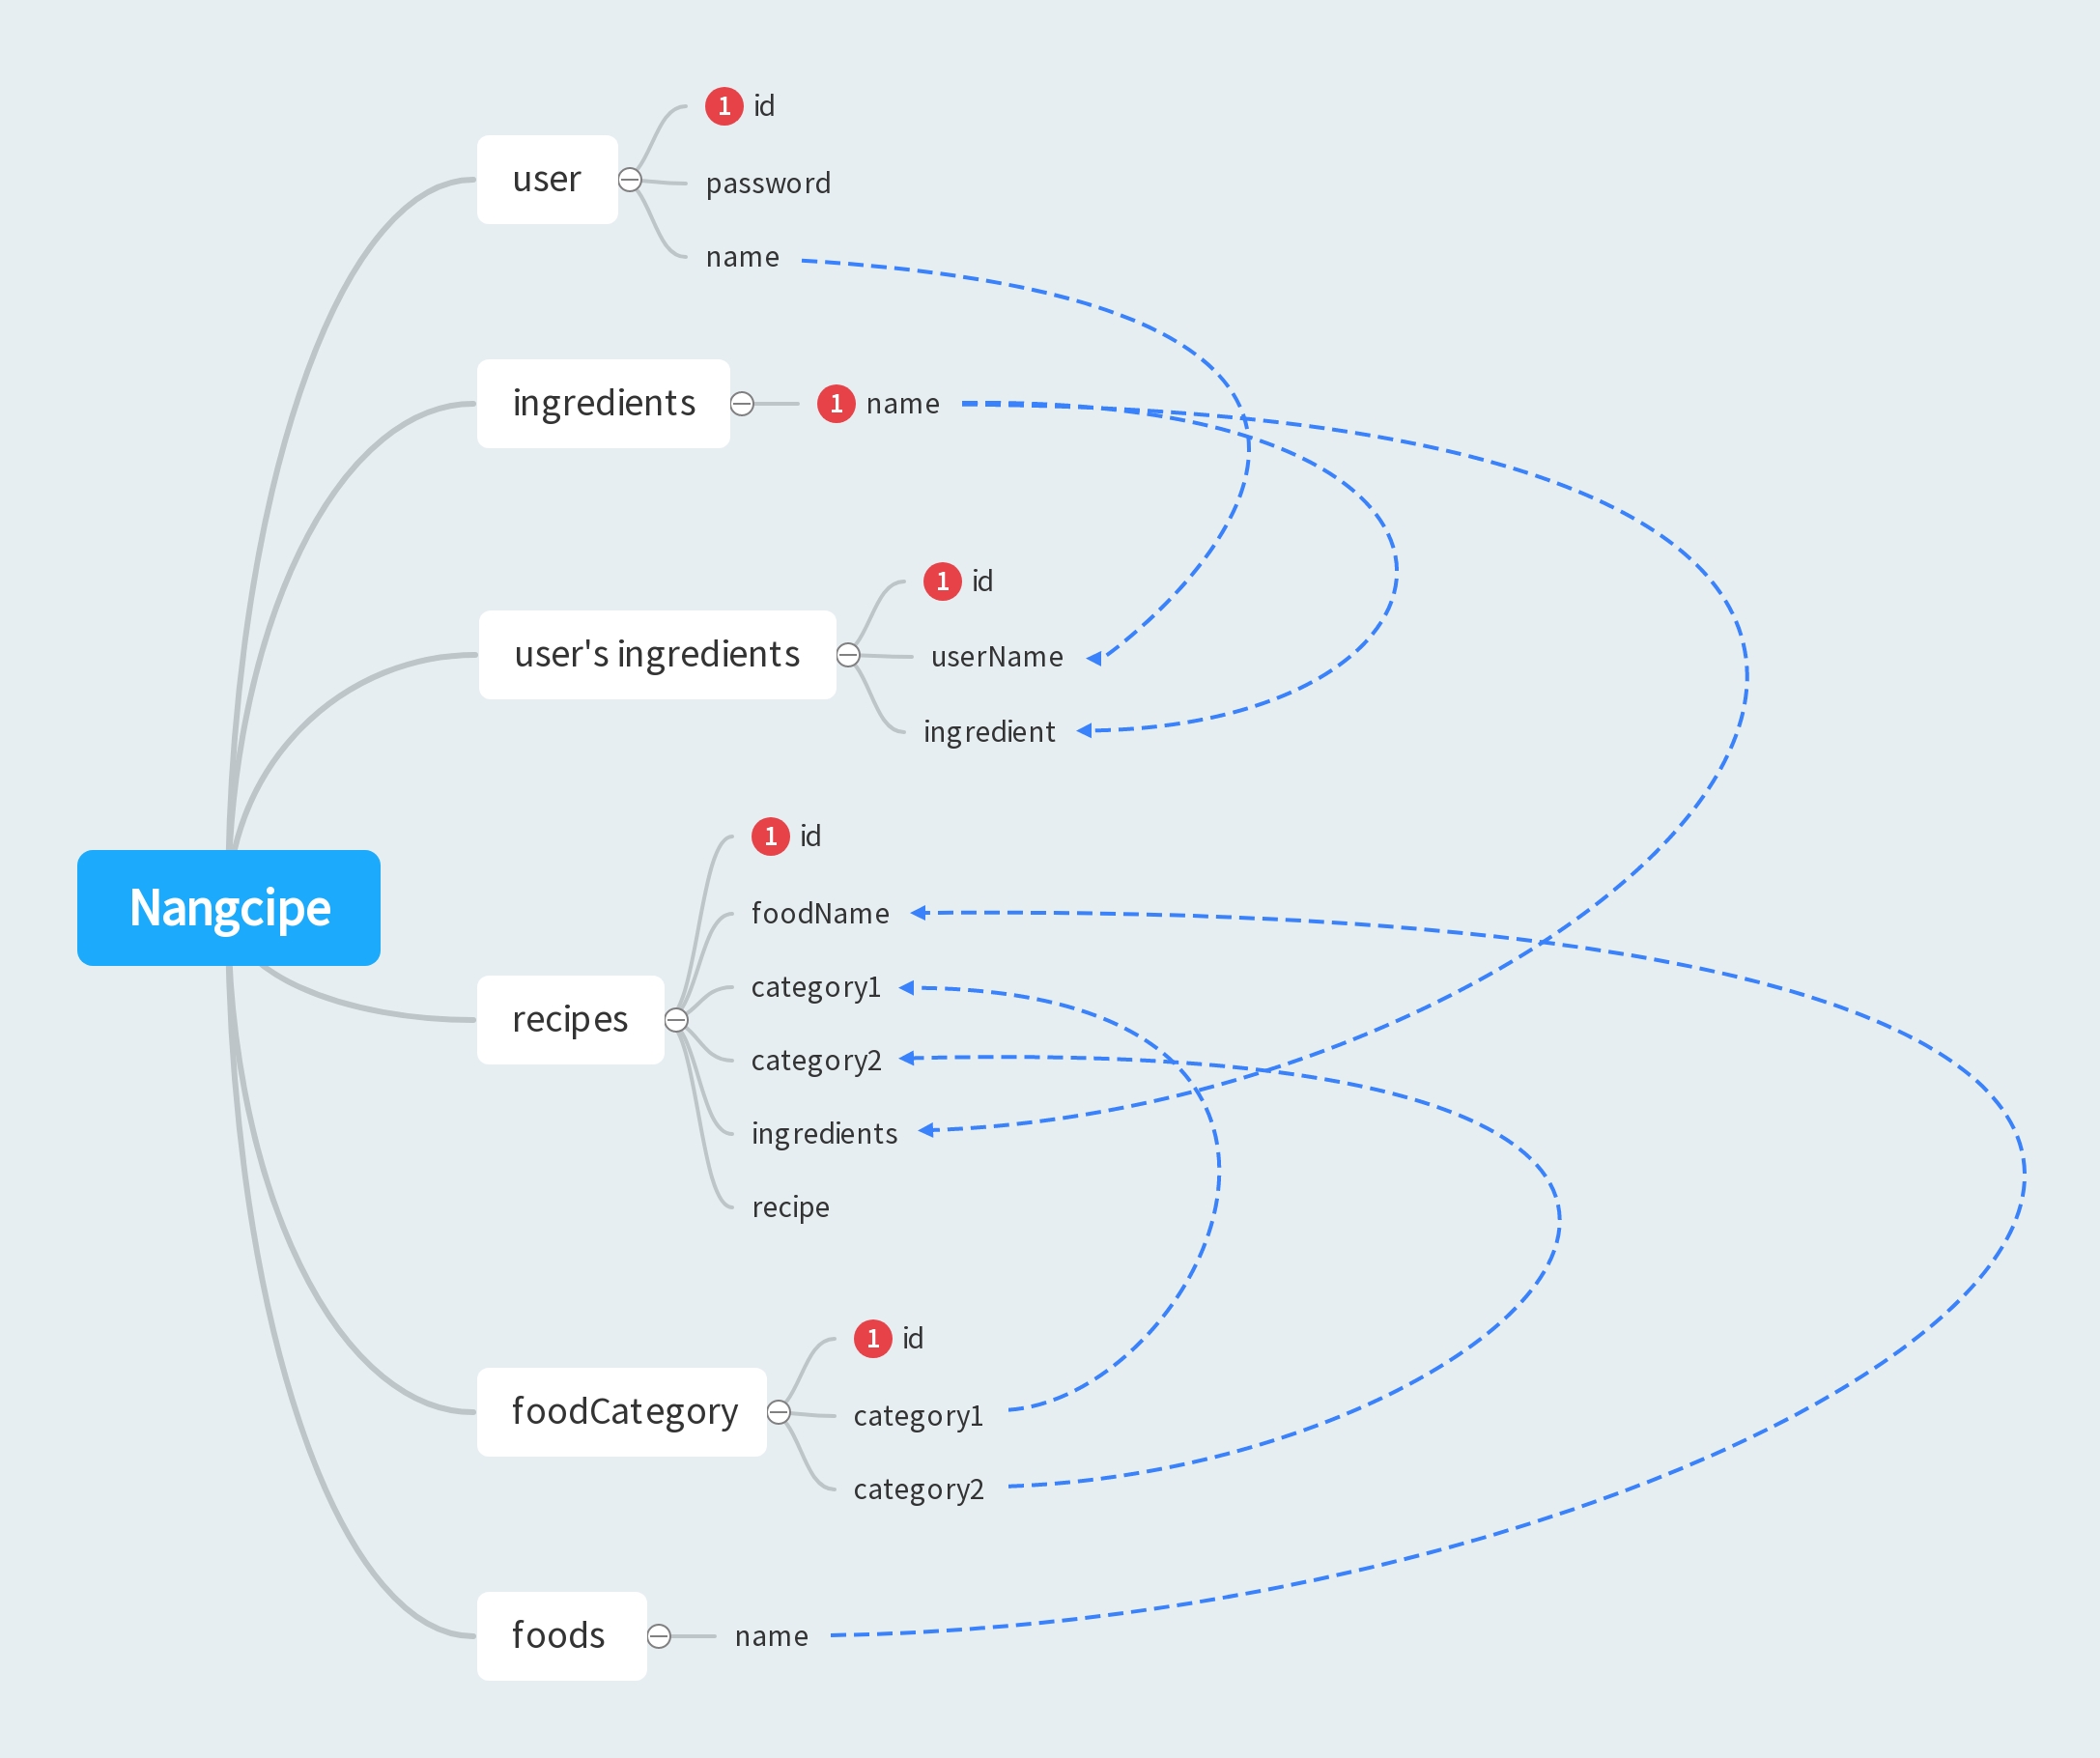 1 id
user
password
name
ingredients
1 name
1 id
user's ingredients
userName
ingredient
1 id
Nangcipe
foodName
category1
recipes
category2
ingredients
recipe
1 id
foodCategory
category1
category2
foods
name